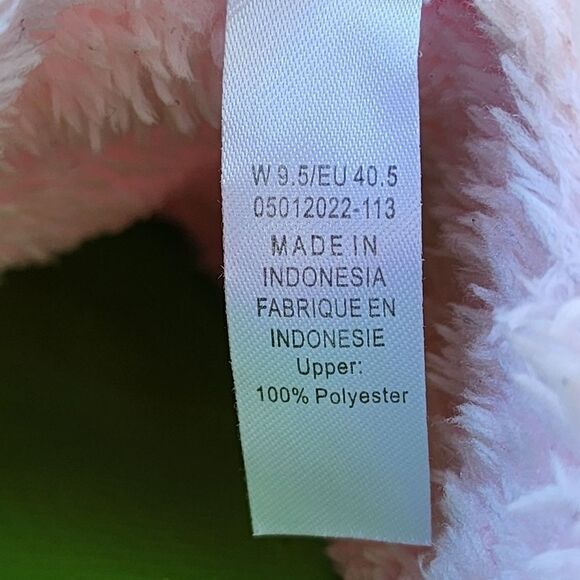 W 9.5/EU 40.5
05012022-113
MADE IN
INDONESIA
FABRIQUE EN
INDONESIE
Upper:
100% Polyester